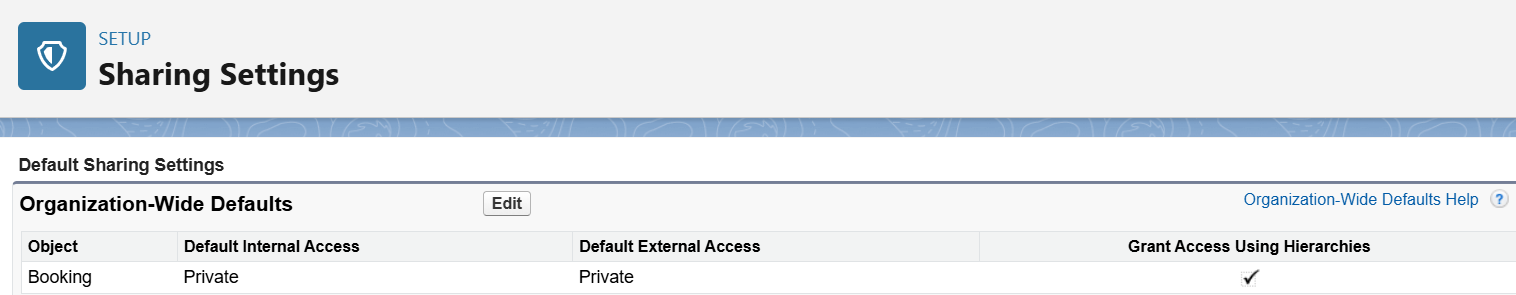 SETUP
Sharing Settings
Default Sharing Settings
Organization-Wide Defaults Edit Organization-Wide Defaults Help ?
Object Default Internal Access Default External Access Grant Access Using Hierarchies
Booking Private Private